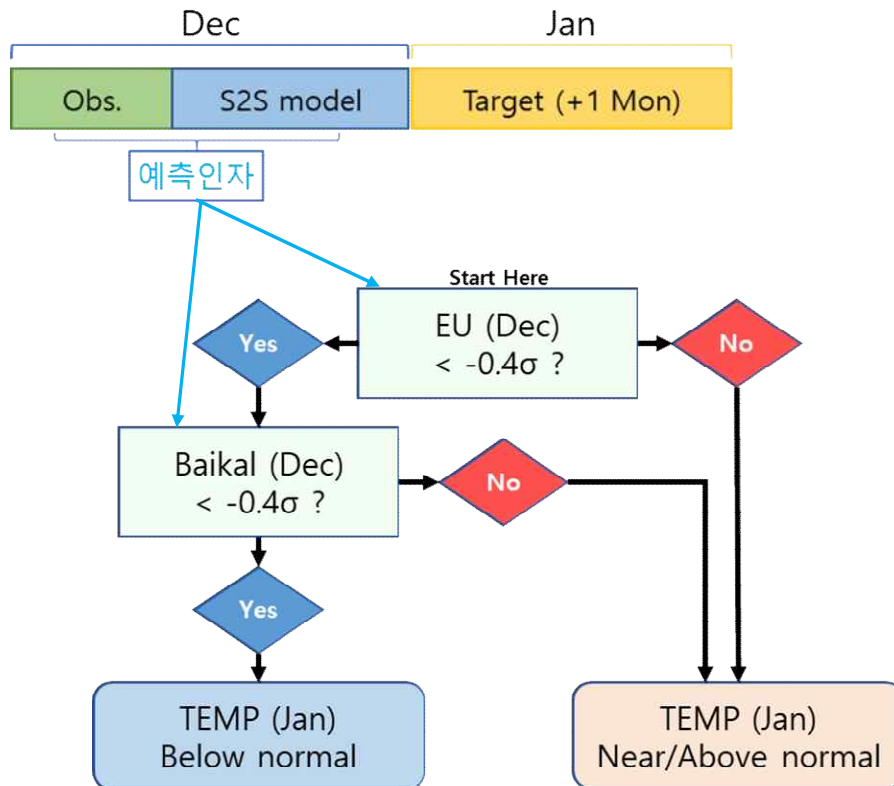 Dec
Jan
Obs.
S2S model
Target (+1 Mon)
예측인자
Start Here
EU (Dec)
< -0.4σ ?
Yes
No
Baikal (Dec)
< -0.4σ ?
No
Yes
TEMP (Jan)
Below normal
TEMP (Jan)
Near/Above normal